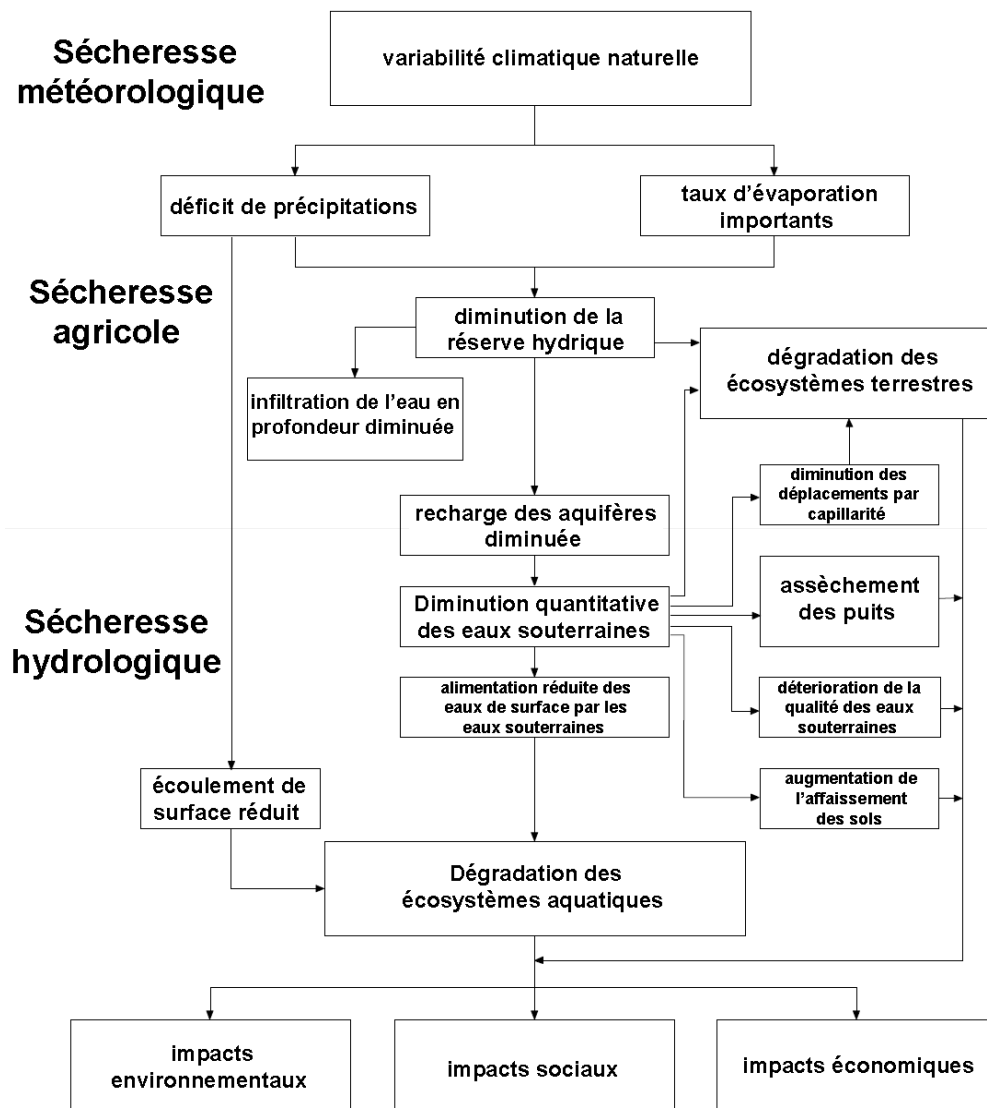 Sécheresse
météorologique
variabilité climatique naturelle
déficit de précipitations
taux d'évaporation
importants
Sécheresse
agricole
diminution de la
réserve hydrique
dégradation des
écosystèmes terrestres
infiltration de l'eau en
profondeur diminuée
diminution des
déplacements par
capillarité
recharge des aquifères
diminuée
assèchement
des puits
Sécheresse
hydrologique
Diminution quantitative
des eaux souterraines
alimentation réduite des
eaux de surface par les
eaux souterraines
déterioration de la
qualité des eaux
souterraines
écoulement de
surface réduit
augmentation de
l'affaissement
des sols
Dégradation des
écosystèmes aquatiques
impacts
environnementaux
impacts sociaux
impacts économiques